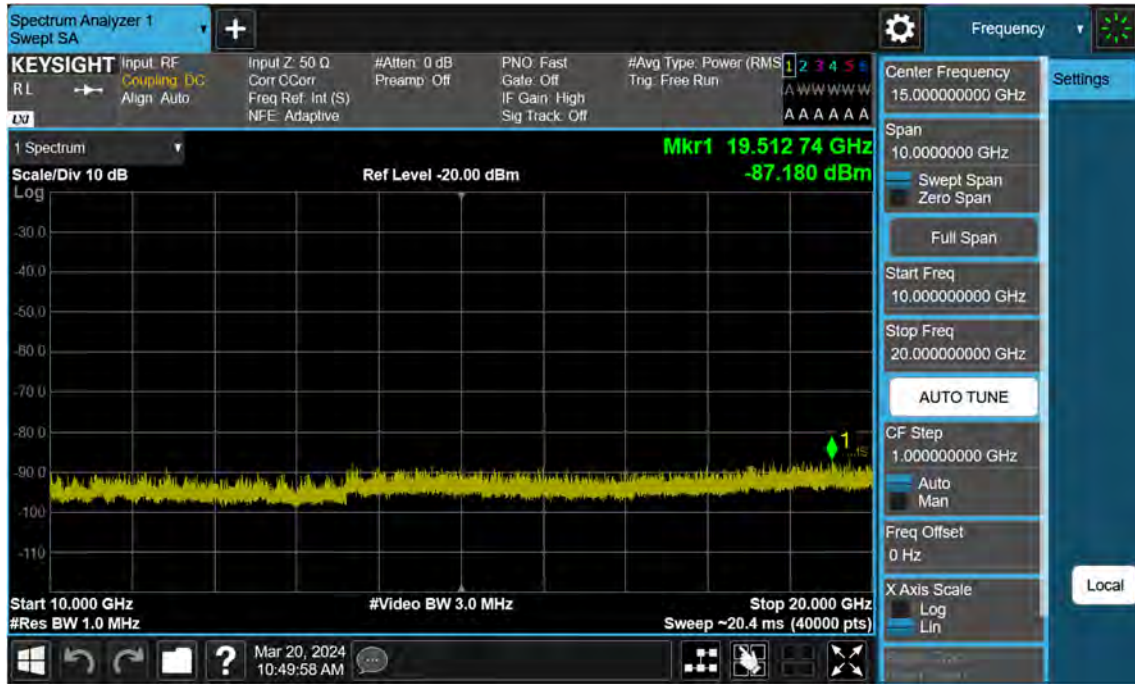 Spectrum Analyzer 1
Swept SA
+
Frequency
KEYSIGHT
Input: RF
Input Z: 50 Ω
#Atten: 0 dB
PNO: Fast
#Avg Type: Power (RMS
1 2 3 4 5 6
R L
Coupling: DC
Corr CCorr
Preamp: Off
Gate: Off
Trig: Free Run
A W W W W W
Align: Auto
Freq Ref: Int (S)
IF Gain: High
LXI
NFE: Adaptive
Sig Track: Off
A A A A A A
1 Spectrum
Mkr1 19.512 74 GHz
Scale/Div 10 dB
Ref Level -20.00 dBm
-87.180 dBm
Log
-30.0
-40.0
-50.0
-60.0
-70.0
-80.0
1
-90.0
-100
-110
Start 10.000 GHz
#Video BW 3.0 MHz
Stop 20.000 GHz
#Res BW 1.0 MHz
Sweep ~20.4 ms (40000 pts)
?
Mar 20, 2024
10:49:58 AM
Center Frequency
15.000000000 GHz
Span
10.0000000 GHz
Swept Span
Zero Span
Full Span
Start Freq
10.000000000 GHz
Stop Freq
20.000000000 GHz
AUTO TUNE
CF Step
1.000000000 GHz
Auto
Man
Freq Offset
0 Hz
X Axis Scale
Log
Lin
Settings
Local